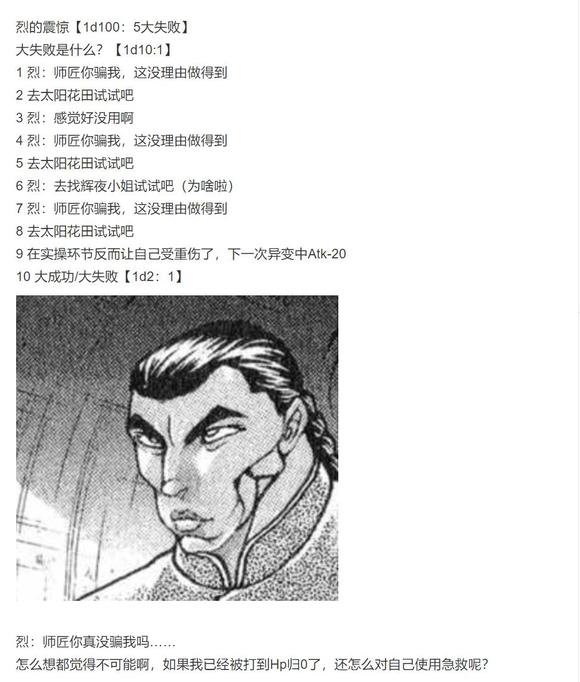 烈的震惊【1d100：5大失败】
大失败是什么？【1d10:1】
1 烈：师匠你骗我，这没理由做得到
2 去太阳花田试试吧
3 烈：感觉好没用啊
4 烈：师匠你骗我，这没理由做得到
5 去太阳花田试试吧
6 烈：去找辉夜小姐试试吧（为啥啦）
7 烈：师匠你骗我，这没理由做得到
8 去太阳花田试试吧
9 在实操环节反而让自己受重伤了，下一次异变中Atk-20
10 大成功/大失败【1d2：1】
烈：师匠你真没骗我吗……
怎么想都觉得不可能啊，如果我已经被打到Hp归0了，还怎么对自己使用急救呢？